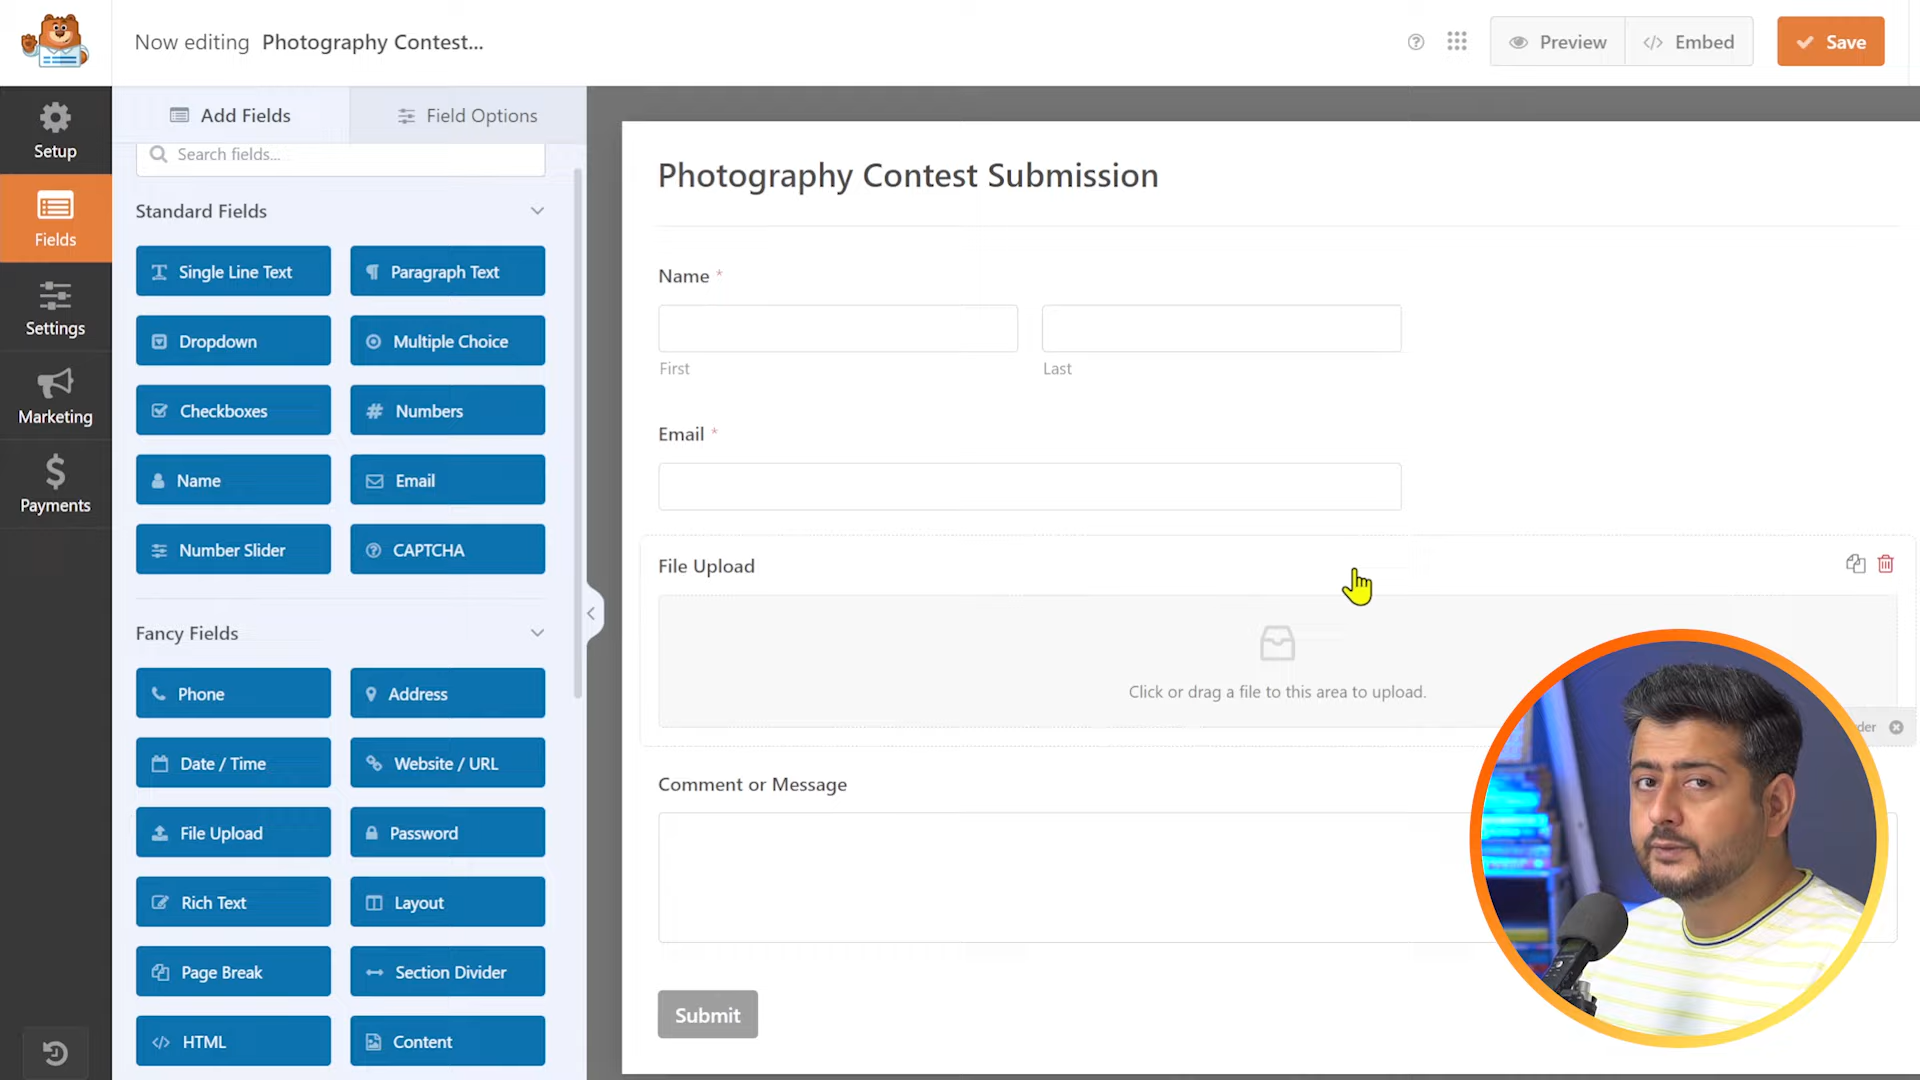 Now editing Photography Contest...
Preview
Embed
Save
Setup
Fields
Settings
Marketing
Payments
Add Fields
Field Options
Search fields...
Standard Fields
Single Line Text
Paragraph Text
Dropdown
Multiple Choice
Checkboxes
Numbers
Name
Email
Number Slider
CAPTCHA
Fancy Fields
Phone
Address
Date / Time
Website / URL
File Upload
Password
Rich Text
Layout
Page Break
Section Divider
HTML
Content
Photography Contest Submission
Name *
First
Last
Email *
File Upload
Click or drag a file to this area to upload.
Comment or Message
Submit